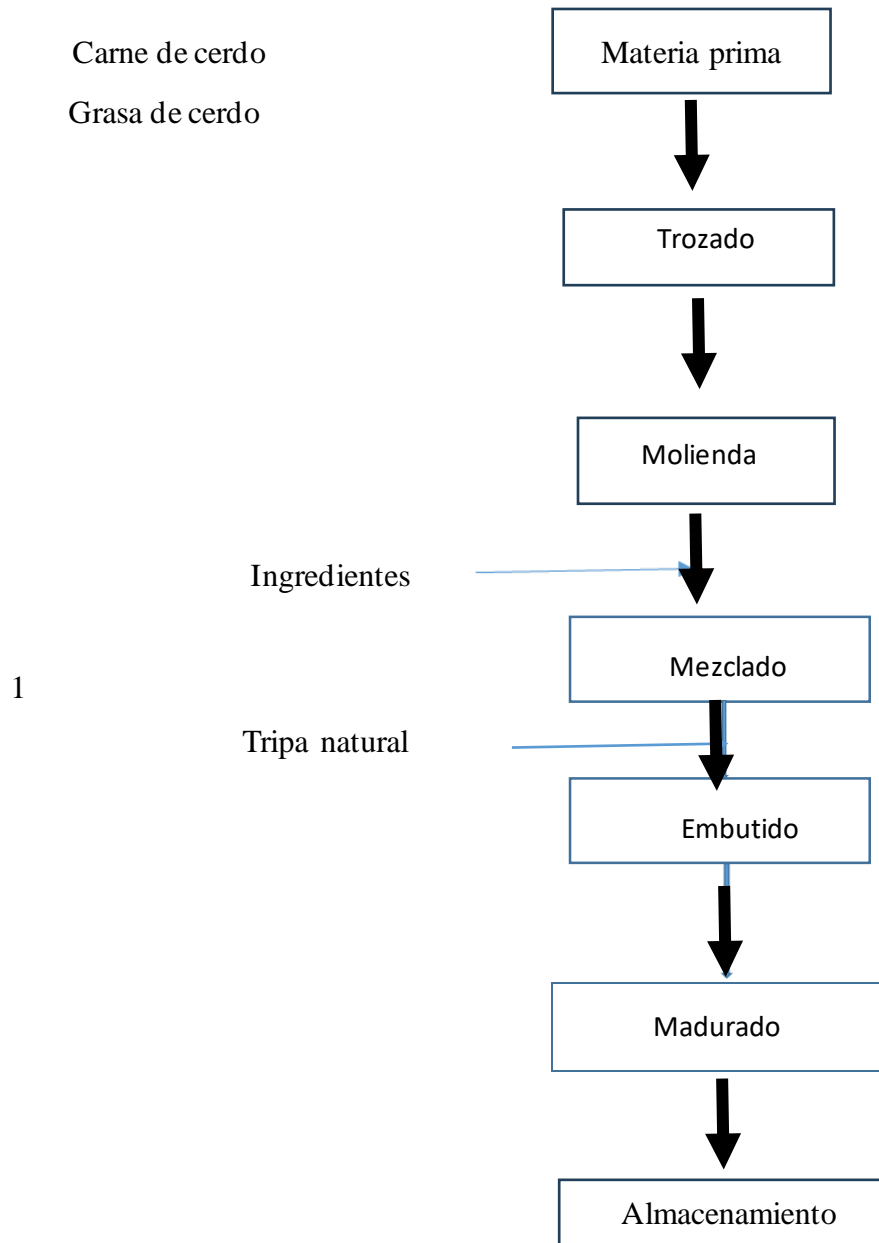 Carne de cerdo
Materia prima
Grasa de cerdo
Trozado
Molienda
Ingredientes
Mezclado
1
Tripa natural
Embutido
Madurado
Almacenamiento